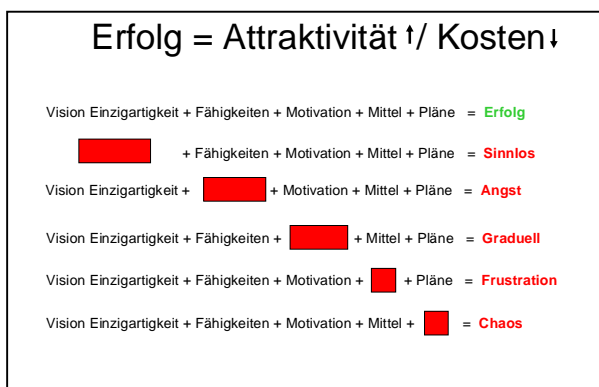 Erfolg = Attraktivität ↑/ Kosten↓
Vision Einzigartigkeit + Fähigkeiten + Motivation + Mittel + Pläne = Erfolg
+ Fähigkeiten + Motivation + Mittel + Pläne = Sinnlos
Vision Einzigartigkeit + + Motivation + Mittel + Pläne = Angst
Vision Einzigartigkeit + Fähigkeiten + + Mittel + Pläne = Graduell
Vision Einzigartigkeit + Fähigkeiten + Motivation + + Pläne = Frustration
Vision Einzigartigkeit + Fähigkeiten + Motivation + Mittel + = Chaos